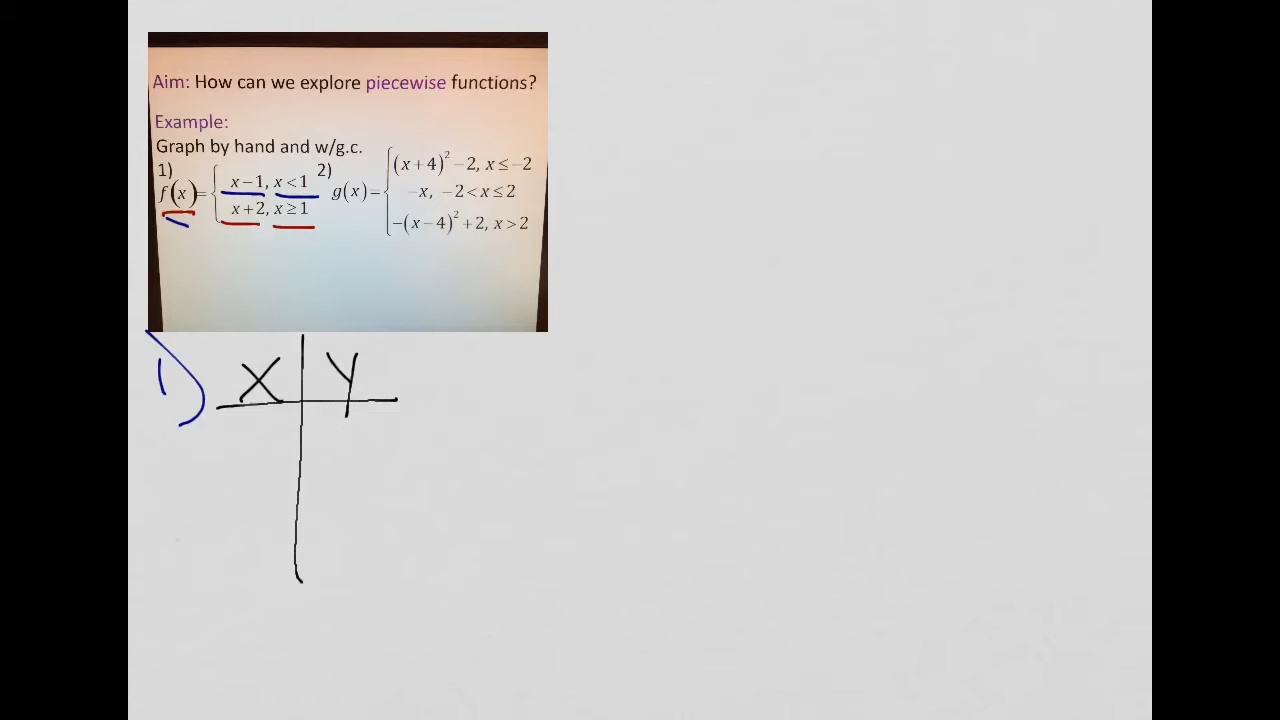 Aim: How can we explore piecewise functions?
Example:
Graph by hand and w/g.c.
1) f(x) = { x − 1, x < 1
x + 2, x ≥ 1
2) g(x) = { (x + 4)² − 2, x ≤ −2
−x, −2 < x ≤ 2
−(x − 4)² + 2, x > 2
1) X Y